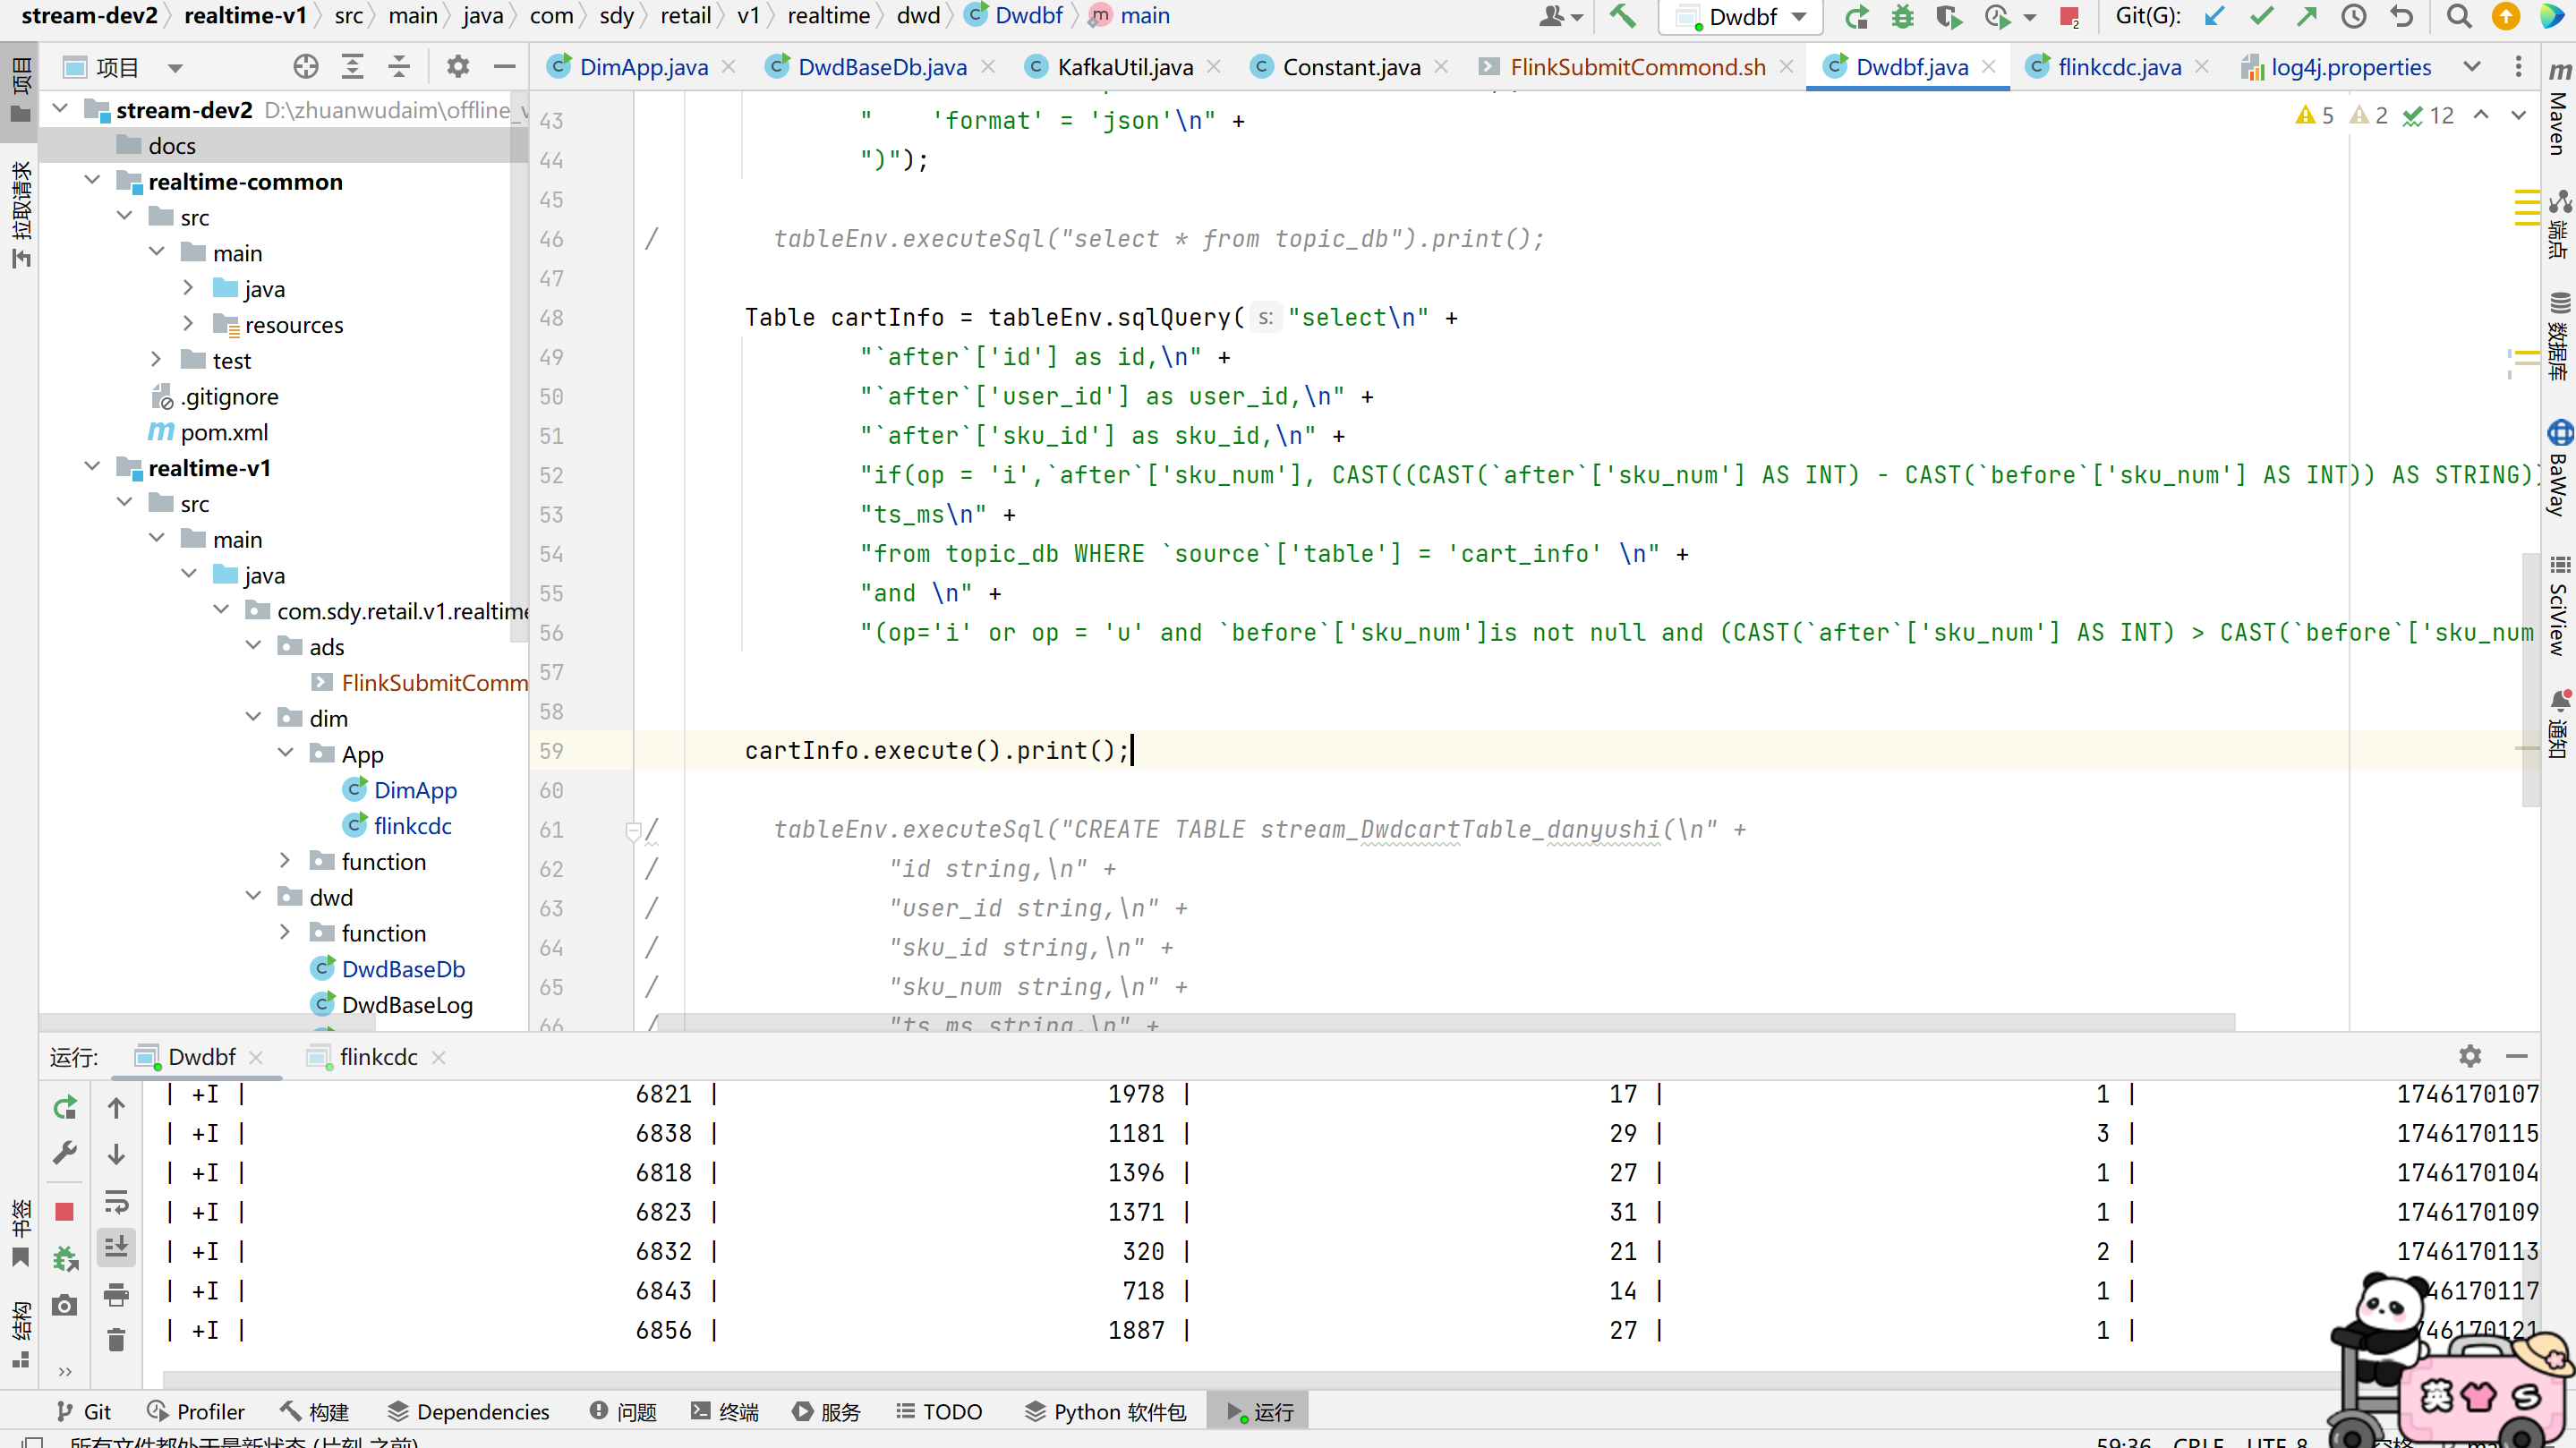 stream-dev2 〉 realtime-v1 〉 src 〉 main 〉 java 〉 com 〉 sdy 〉 retail 〉 v1 〉 realtime 〉 dwd 〉 Dwdbf 〉 main
Dwdbf
Git(G):
项目
DimApp.java
DwdBaseDb.java
KafkaUtil.java
Constant.java
FlinkSubmitCommond.sh
Dwdbf.java
flinkcdc.java
log4j.properties
项目
拉取请求
书签
结构
stream-dev2 D:\zhuanwudaim\offline_v
docs
realtime-common
src
main
java
resources
test
.gitignore
pom.xml
realtime-v1
src
main
java
com.sdy.retail.v1.realtime
ads
FlinkSubmitComm
dim
App
DimApp
flinkcdc
function
dwd
function
DwdBaseDb
DwdBaseLog
5 2 12
43 "    'format' = 'json'\n" +
44 ")");
45
46 / tableEnv.executeSql("select * from topic_db").print();
47
48 Table cartInfo = tableEnv.sqlQuery( s: "select\n" +
49 "`after`['id'] as id,\n" +
50 "`after`['user_id'] as user_id,\n" +
51 "`after`['sku_id'] as sku_id,\n" +
52 "if(op = 'i',`after`['sku_num'], CAST((CAST(`after`['sku_num'] AS INT) - CAST(`before`['sku_num'] AS INT)) AS STRING))
53 "ts_ms\n" +
54 "from topic_db WHERE `source`['table'] = 'cart_info' \n" +
55 "and \n" +
56 "(op='i' or op = 'u' and `before`['sku_num']is not null and (CAST(`after`['sku_num'] AS INT) > CAST(`before`['sku_num
57
58
59 cartInfo.execute().print();
60
61 / tableEnv.executeSql("CREATE TABLE stream_DwdcartTable_danyushi(\n" +
62 / "id string,\n" +
63 / "user_id string,\n" +
64 / "sku_id string,\n" +
65 / "sku_num string,\n" +
66 / "ts_ms string,\n" +
Maven
端点
数据库
BaWay
SciView
通知
运行:
Dwdbf
flinkcdc
| +I | 6821 | 1978 | 17 | 1 | 1746170107
| +I | 6838 | 1181 | 29 | 3 | 1746170115
| +I | 6818 | 1396 | 27 | 1 | 1746170104
| +I | 6823 | 1371 | 31 | 1 | 1746170109
| +I | 6832 | 320 | 21 | 2 | 1746170113
| +I | 6843 | 718 | 14 | 1 | 46170117
| +I | 6856 | 1887 | 27 | 1 | 746170121
英 S
Git
Profiler
构建
Dependencies
问题
终端
服务
TODO
Python 软件包
运行
所有文件都处于最新状态 (片刻 之前)
59:36 CRLF UTF-8